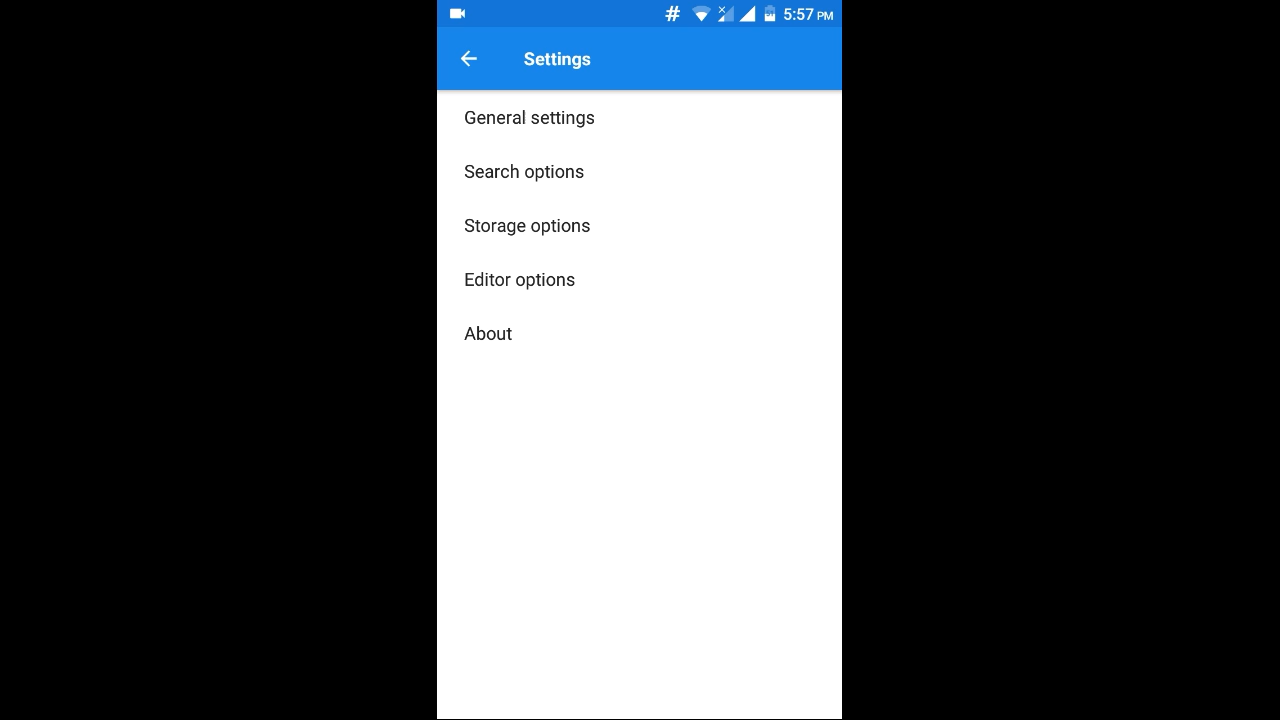 # 5:57 PM
Settings
General settings
Search options
Storage options
Editor options
About